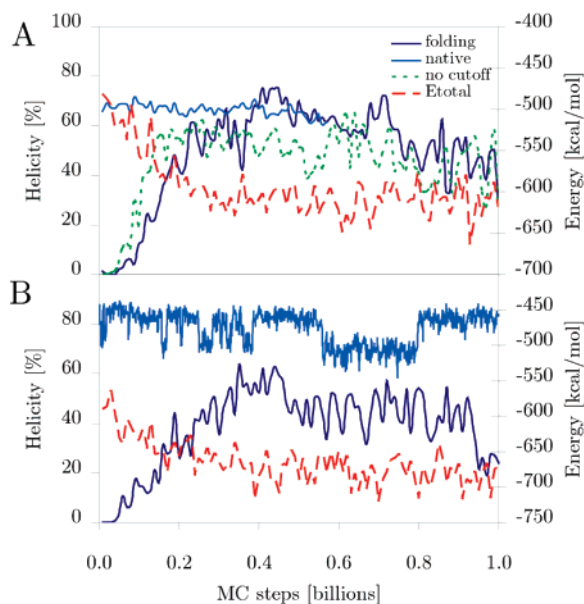 A
100
80
60
40
20
0
Helicity [%]
folding
native
no cutoff
Etotal
-400
-450
-500
-550
-600
-650
-700
Energy [kcal/mol]
B
80
60
40
20
0
Helicity [%]
-450
-500
-550
-600
-650
-700
-750
Energy [kcal/mol]
0.0 0.2 0.4 0.6 0.8 1.0
MC steps [billions]